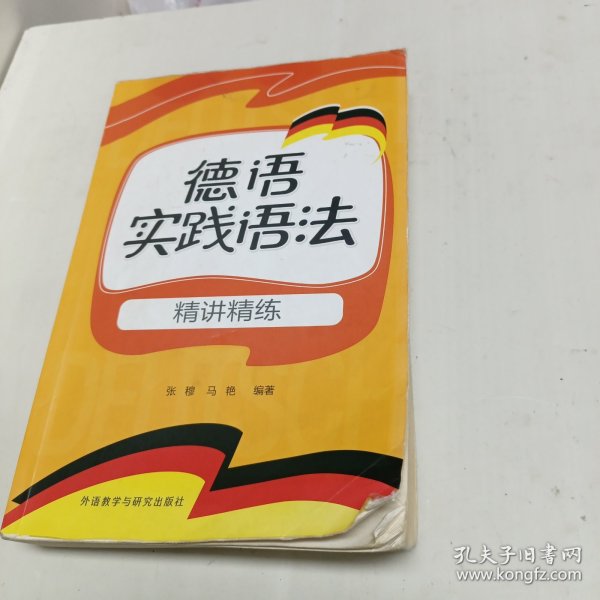 德语
实践语法
精讲精练
张穆 马艳 编著
外语教学与研究出版社
孔夫子旧书网
www.kongfz.com